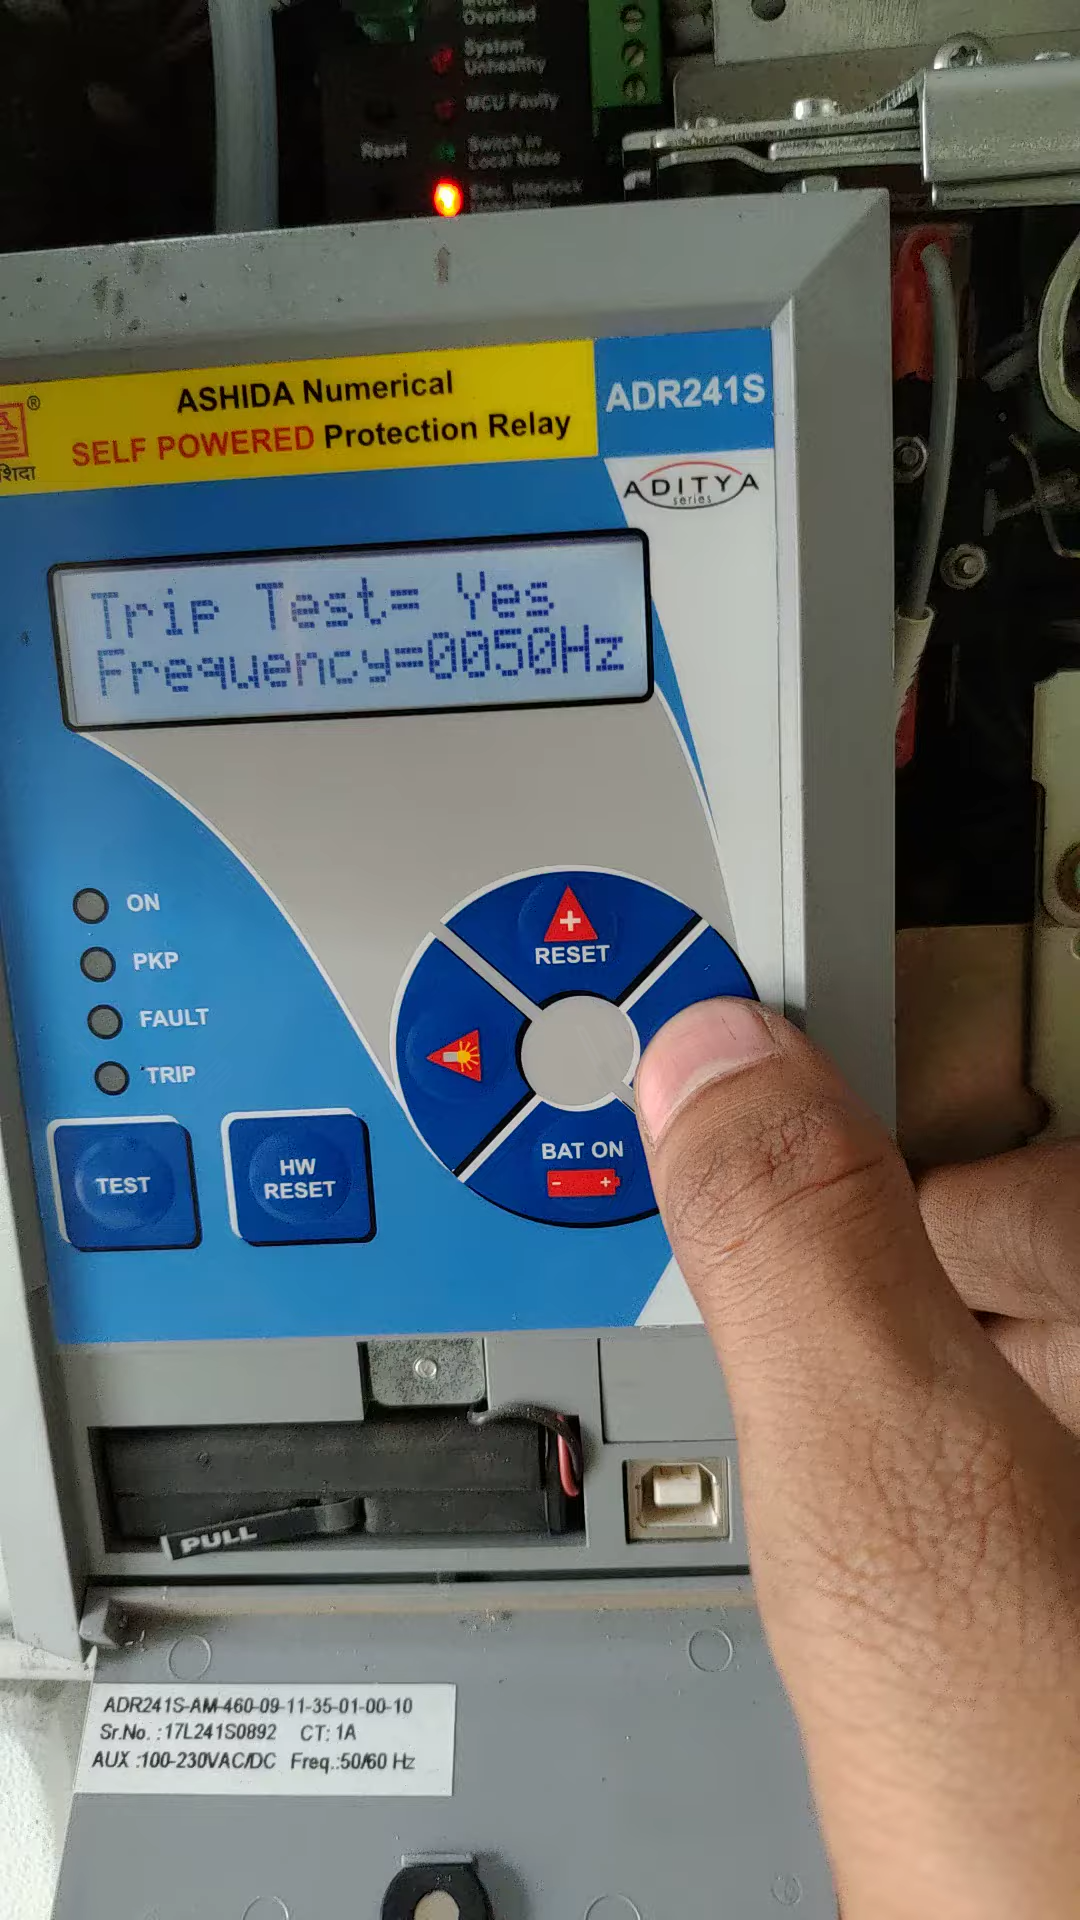 Motor
Overload
System
Unhealthy
MCU Faulty
Reset
Switch in
Local Mode
Elec. Interlock
ASHIDA Numerical
SELF POWERED Protection Relay
ADR241S
®
शिदा
ADITYA
series
Trip Test= Yes
Frequency=0050Hz
ON
PKP
FAULT
TRIP
+
RESET
BAT ON
- +
TEST
HW
RESET
PULL
ADR241S-AM-460-09-11-35-01-00-10
Sr.No. :17L241S0892 CT: 1A
AUX :100-230VAC/DC Freq.:50/60 Hz